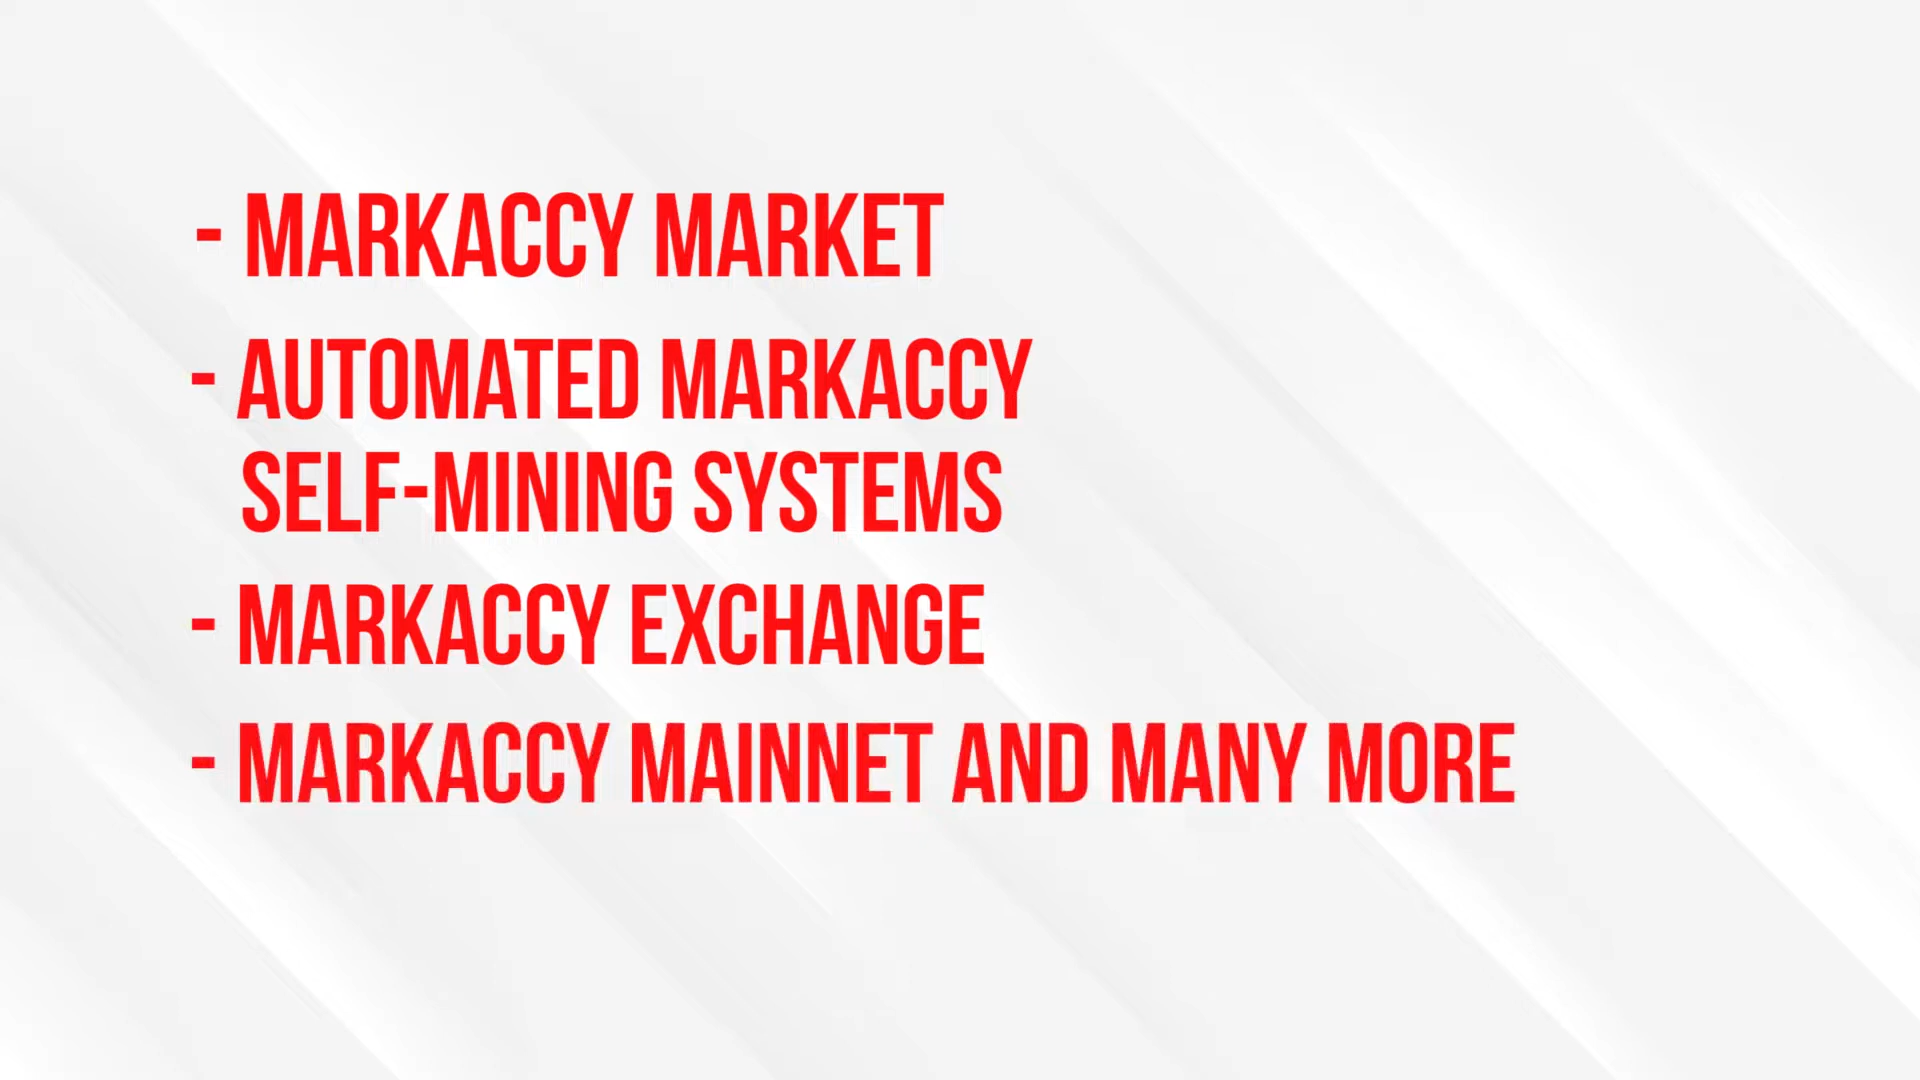 - MARKACCY MARKET
- AUTOMATED MARKACCY
SELF-MINING SYSTEMS
- MARKACCY EXCHANGE
- MARKACCY MAINNET AND MANY MORE